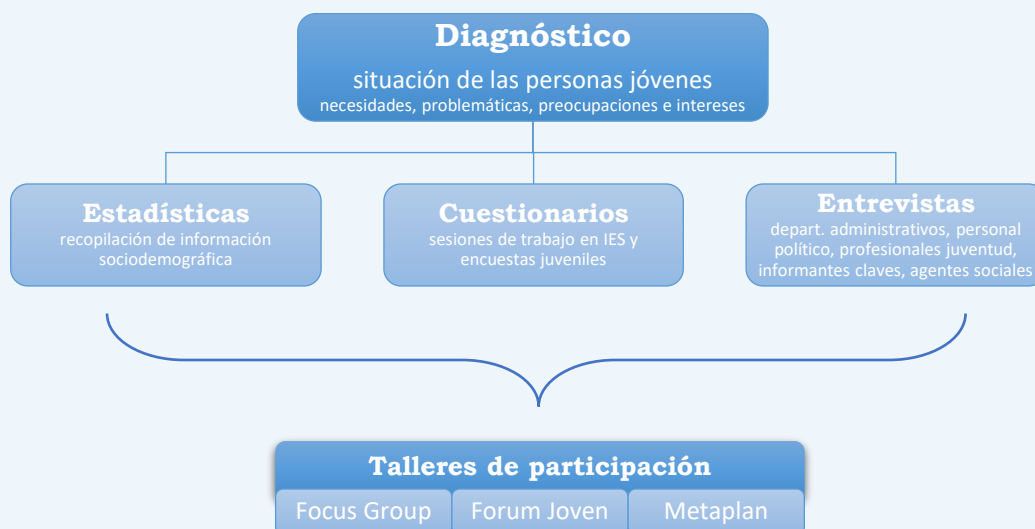 Diagnóstico
situación de las personas jóvenes
necesidades, problemáticas, preocupaciones e intereses
Estadísticas
recopilación de información
sociodemográfica
Cuestionarios
sesiones de trabajo en IES y
encuestas juveniles
Entrevistas
depart. administrativos, personal
político, profesionales juventud,
informantes claves, agentes sociales
Talleres de participación
Focus Group
Forum Joven
Metaplan